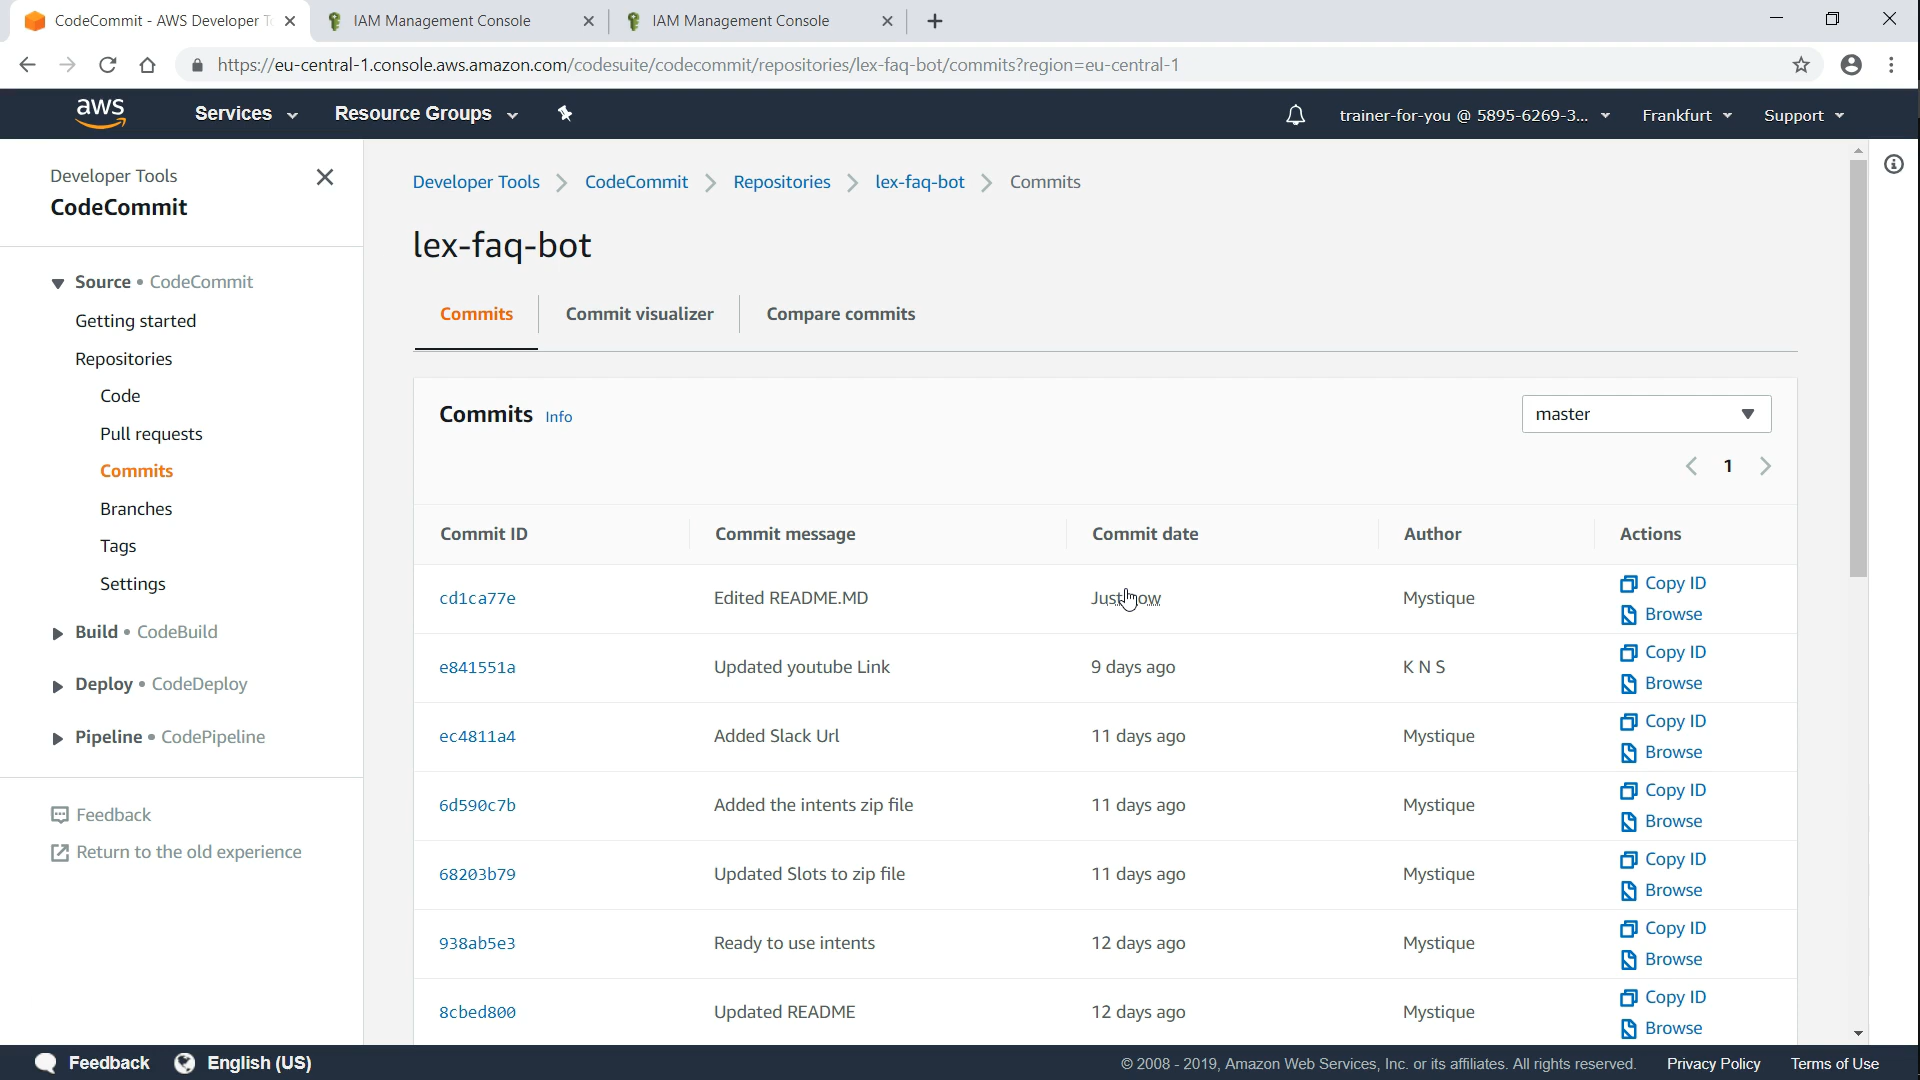 CodeCommit - AWS Developer T
IAM Management Console
IAM Management Console
https://eu-central-1.console.aws.amazon.com/codesuite/codecommit/repositories/lex-faq-bot/commits?region=eu-central-1
aws
Services
Resource Groups
trainer-for-you @ 5895-6269-3...
Frankfurt
Support
Developer Tools
CodeCommit
Source • CodeCommit
Getting started
Repositories
Code
Pull requests
Commits
Branches
Tags
Settings
Build • CodeBuild
Deploy • CodeDeploy
Pipeline • CodePipeline
Feedback
Return to the old experience
Developer Tools > CodeCommit > Repositories > lex-faq-bot > Commits
lex-faq-bot
Commits
Commit visualizer
Compare commits
Commits Info
master
1
Commit ID Commit message Commit date Author Actions
cd1ca77e Edited README.MD Just now Mystique Copy ID
Browse
e841551a Updated youtube Link 9 days ago K N S Copy ID
Browse
ec4811a4 Added Slack Url 11 days ago Mystique Copy ID
Browse
6d590c7b Added the intents zip file 11 days ago Mystique Copy ID
Browse
68203b79 Updated Slots to zip file 11 days ago Mystique Copy ID
Browse
938ab5e3 Ready to use intents 12 days ago Mystique Copy ID
Browse
8cbed800 Updated README 12 days ago Mystique Copy ID
Browse
Feedback
English (US)
© 2008 - 2019, Amazon Web Services, Inc. or its affiliates. All rights reserved.
Privacy Policy
Terms of Use